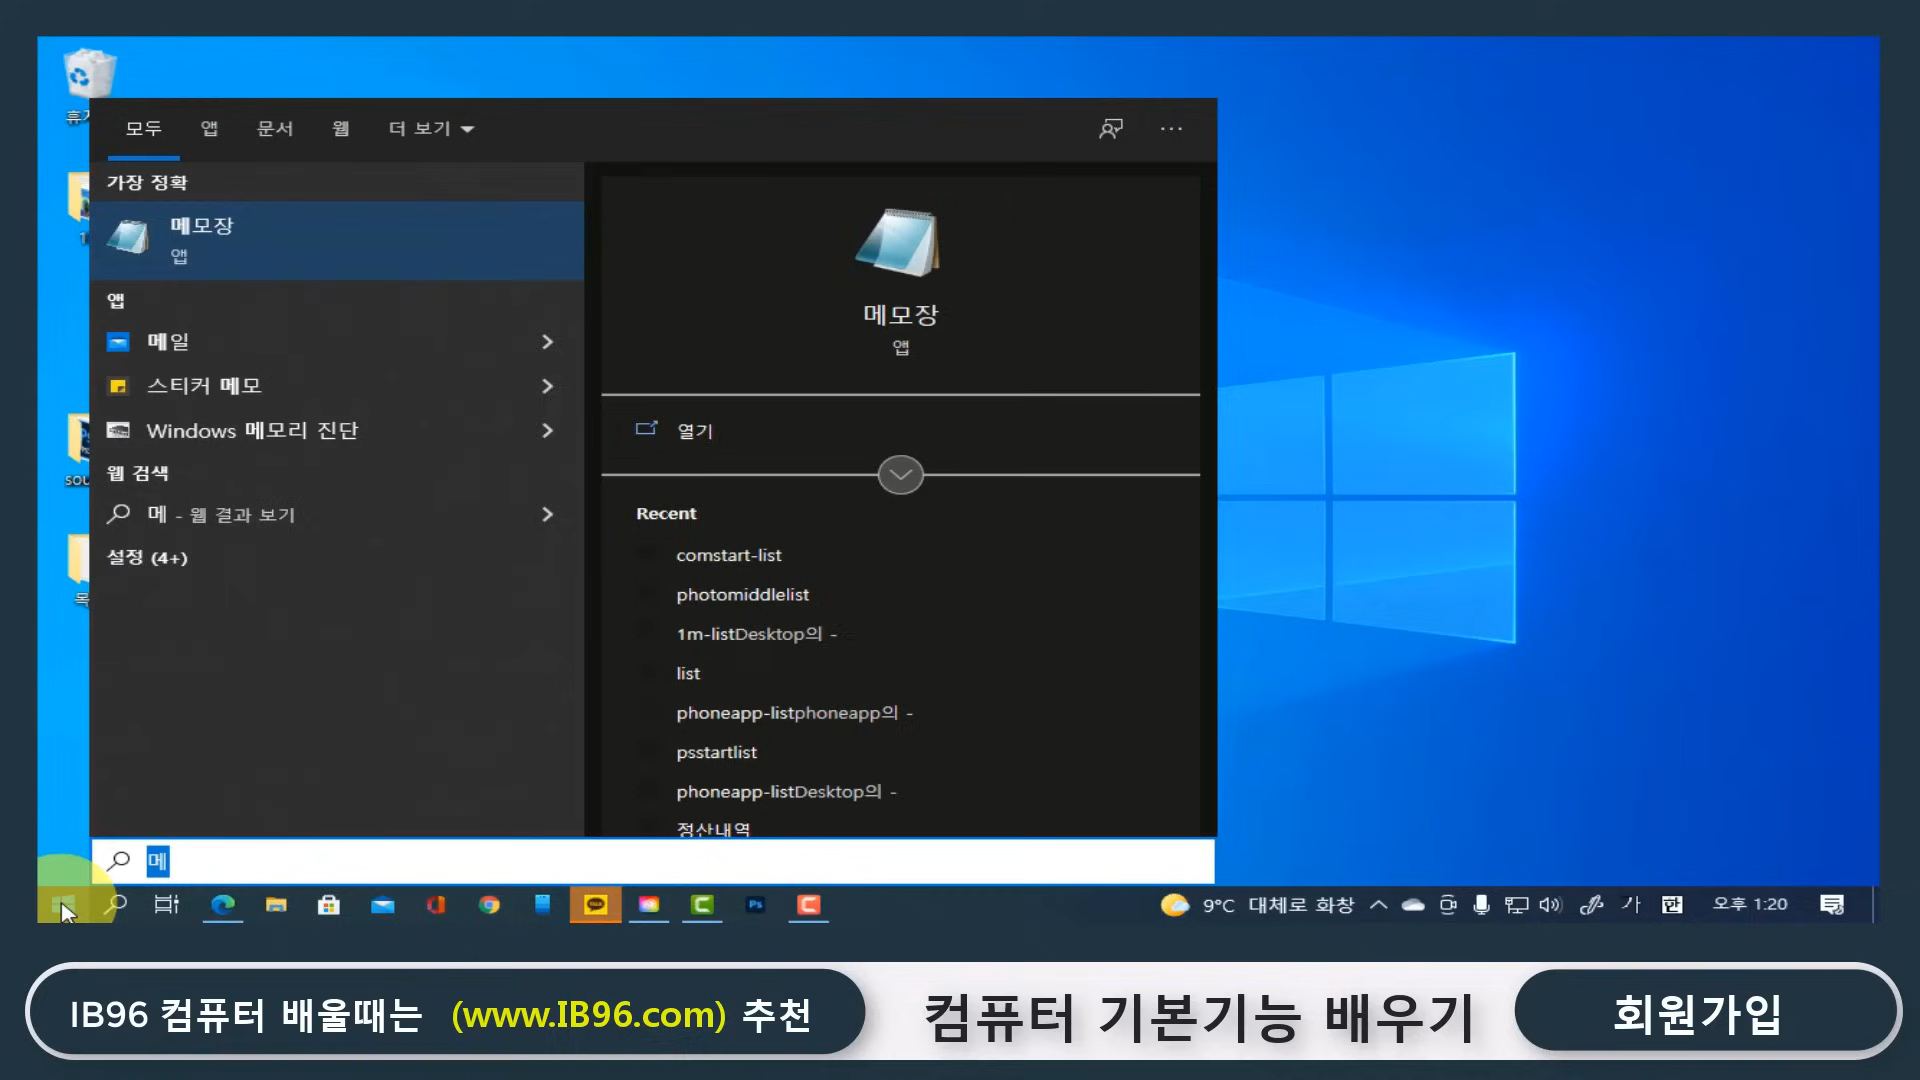 모두 앱 문서 웹 더 보기
가장 정확
메모장
앱
앱
메일
스티커 메모
Windows 메모리 진단
웹 검색
메 - 웹 결과 보기
설정 (4+)
메모장
앱
열기
Recent
comstart-list
photomiddlelist
1m-listDesktop의 -
list
phoneapp-listphoneapp의 -
psstartlist
phoneapp-listDesktop의 -
정산내역
메
TALK
Ps
9°C 대체로 화창 가 한 오후 1:20
IB96 컴퓨터 배울때는 (www.IB96.com) 추천
컴퓨터 기본기능 배우기
회원가입